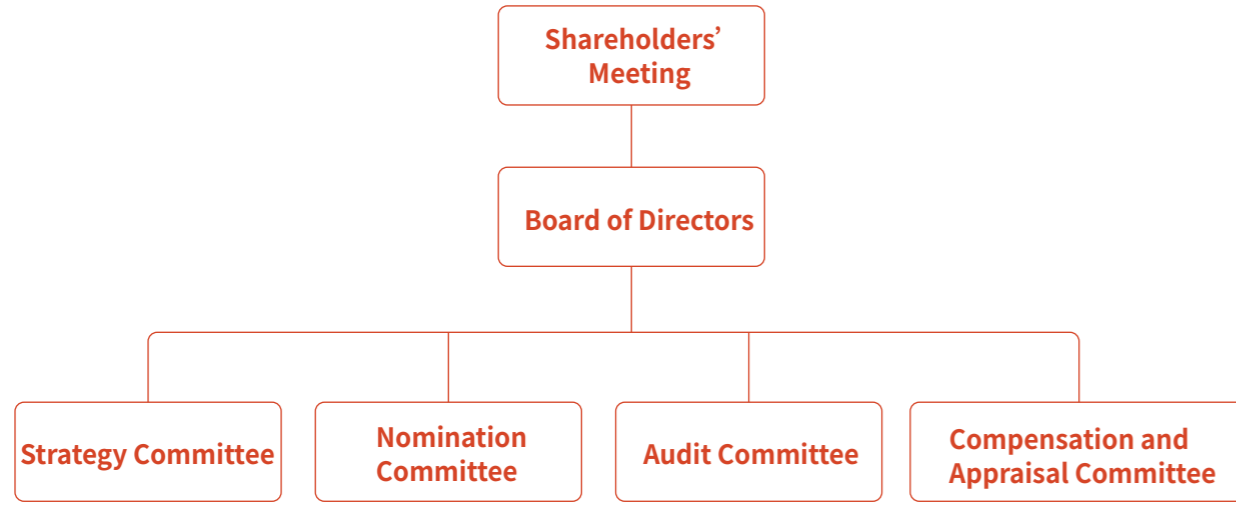 Shareholders’
Meeting
Board of Directors
Strategy Committee
Nomination
Committee
Audit Committee
Compensation and
Appraisal Committee